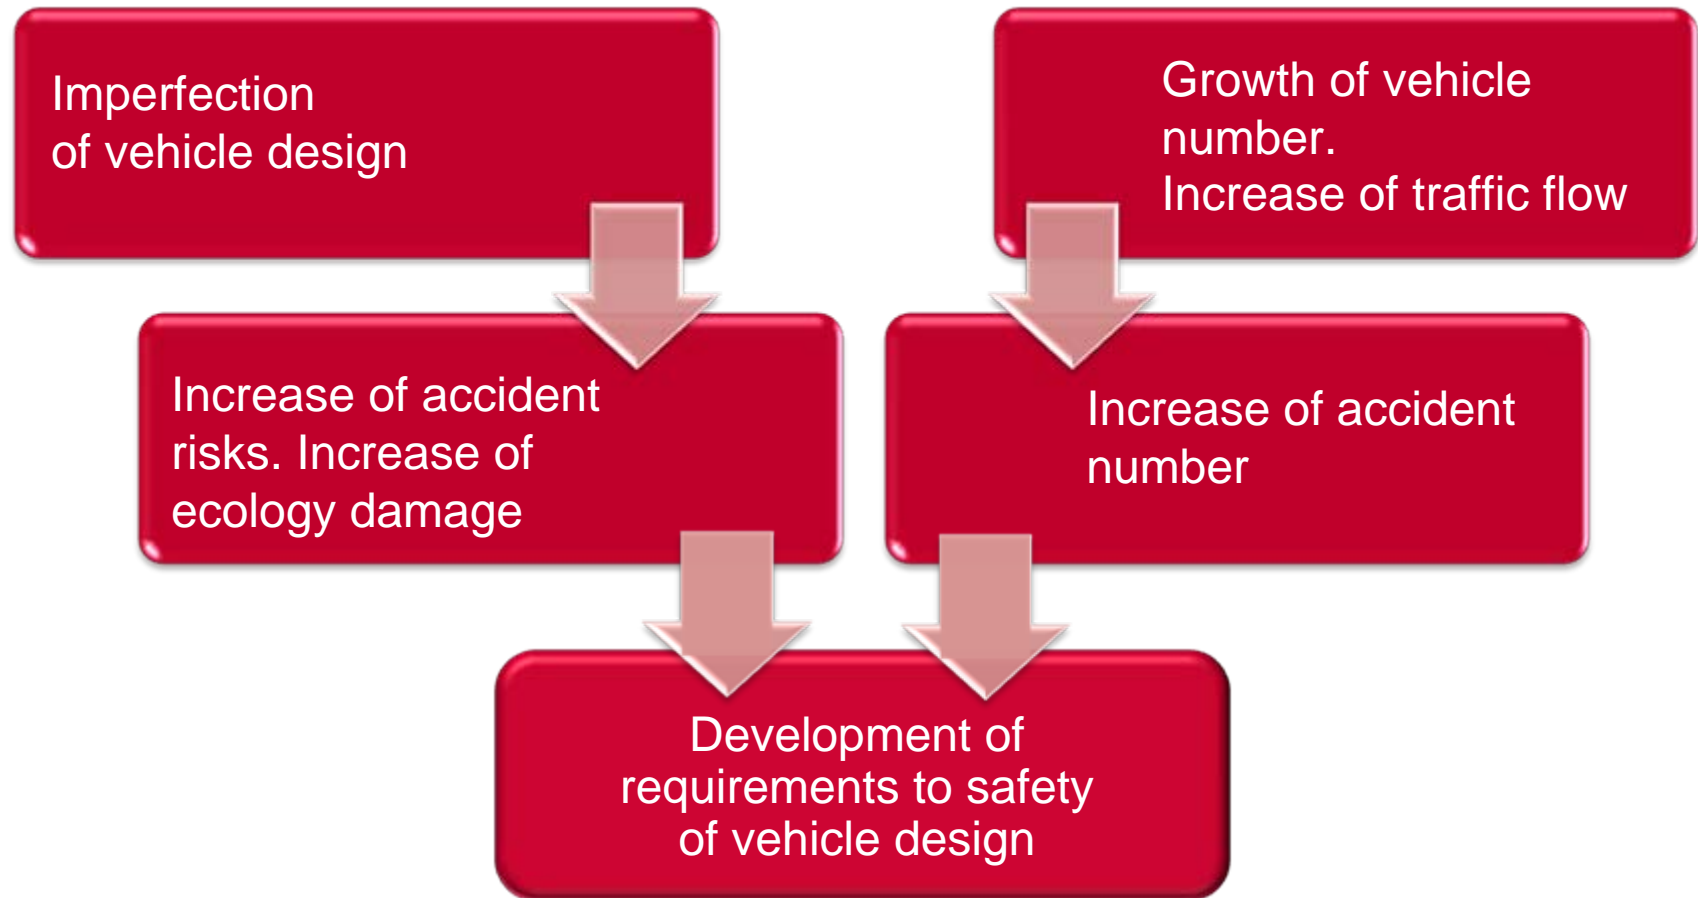 Imperfection
of vehicle design
Growth of vehicle
number.
Increase of traffic flow
Increase of accident
risks. Increase of
ecology damage
Increase of accident
number
Development of
requirements to safety
of vehicle design